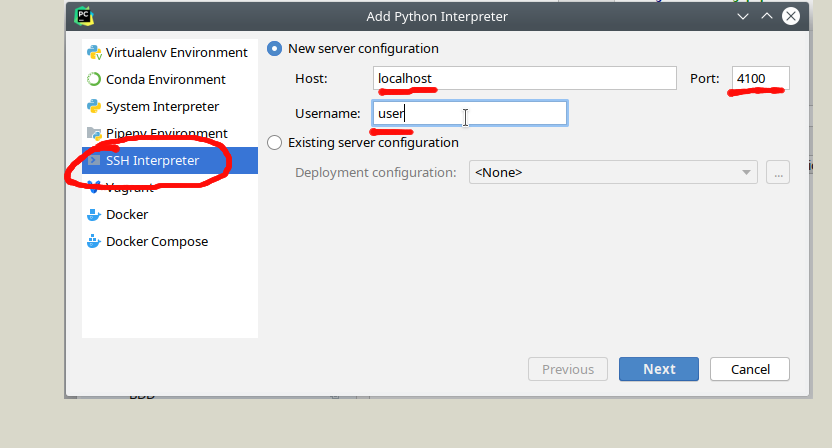 Add Python Interpreter
Virtualenv Environment
Conda Environment
System Interpreter
Pipenv Environment
SSH Interpreter
Vagrant
Docker
Docker Compose
New server configuration
Host: localhost Port: 4100
Username: user
Existing server configuration
Deployment configuration: <None> ...
Previous Next Cancel